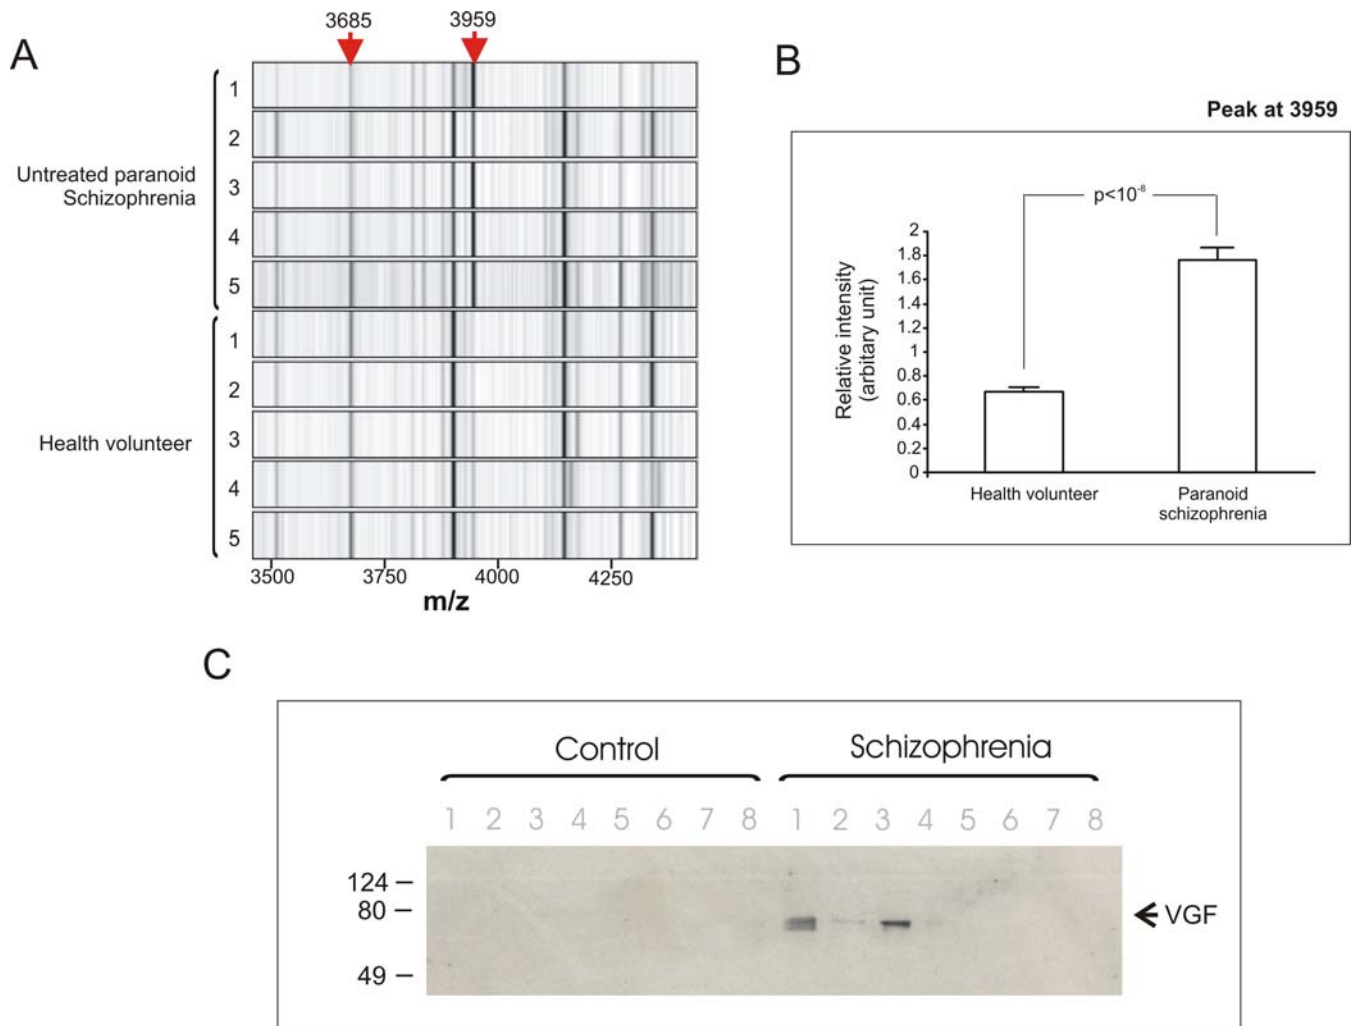 A
3685
3959
Untreated paranoid
Schizophrenia
1
2
3
4
5
Health volunteer
1
2
3
4
5
3500
3750
4000
4250
m/z
B
Peak at 3959
p<10⁻⁸
Relative intensity
(arbitary unit)
2
1.8
1.6
1.4
1.2
1
0.8
0.6
0.4
0.2
0
Health volunteer
Paranoid
schizophrenia
C
Control
Schizophrenia
1 2 3 4 5 6 7 8 1 2 3 4 5 6 7 8
124
80
49
VGF